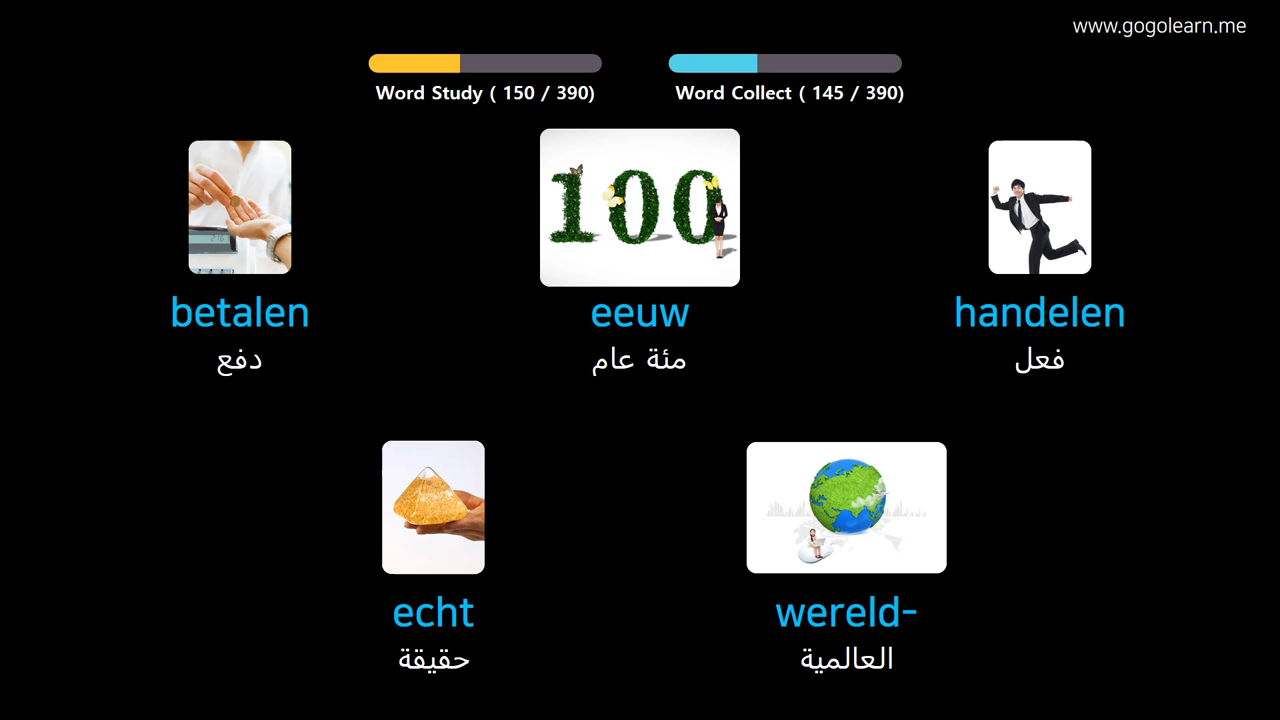 www.gogolearn.me
Word Study ( 150 / 390)
Word Collect ( 145 / 390)
betalen
دفع
eeuw
مئة عام
handelen
فعل
echt
حقيقة
wereld-
العالمية